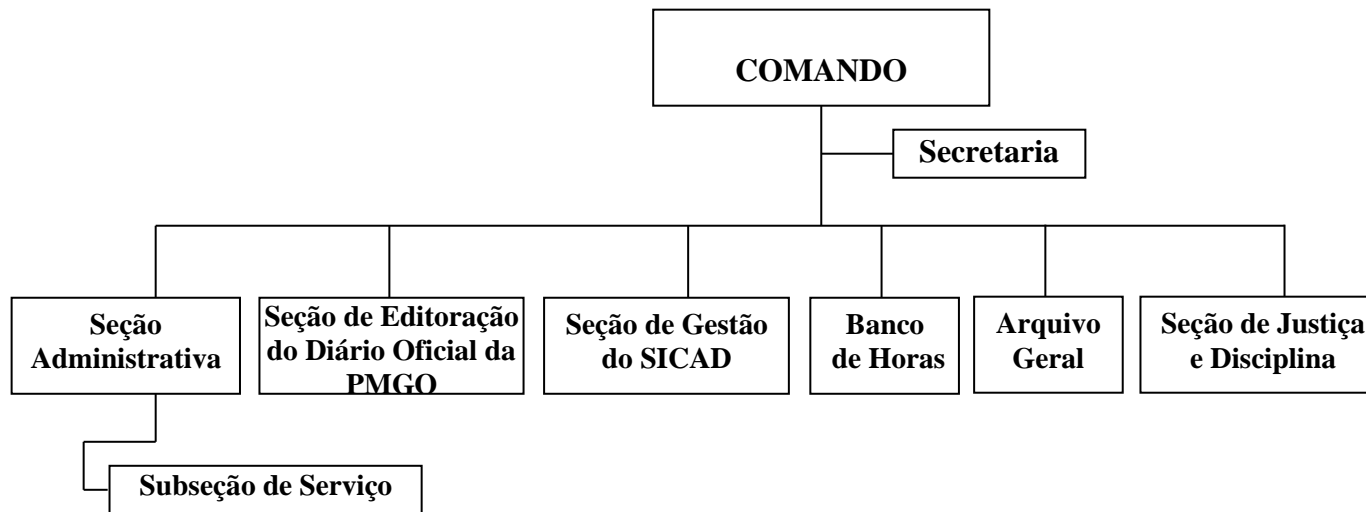 COMANDO
Secretaria
Seção
Administrativa
Seção de Editoração
do Diário Oficial da
PMGO
Seção de Gestão
do SICAD
Banco
de Horas
Arquivo
Geral
Seção de Justiça
e Disciplina
Subseção de Serviço